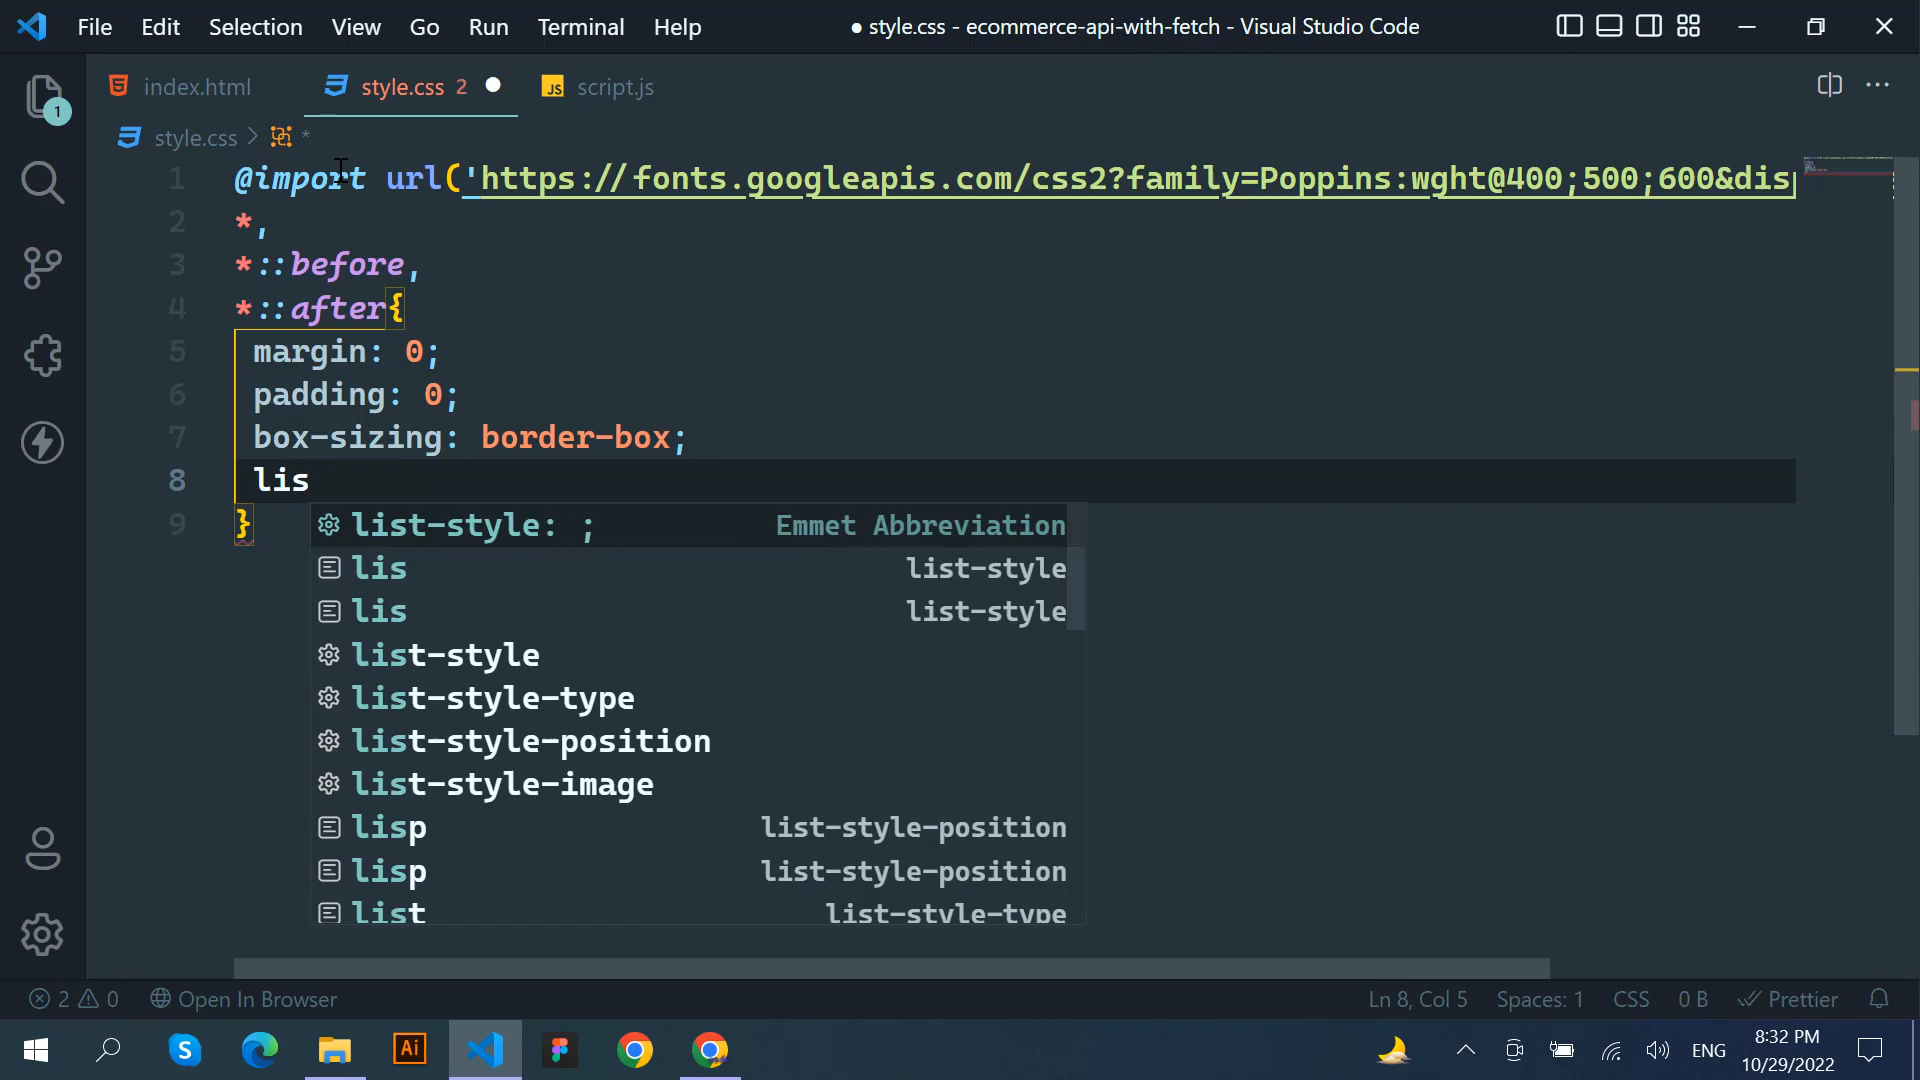 File Edit Selection View Go Run Terminal Help
● style.css - ecommerce-api-with-fetch - Visual Studio Code
index.html
style.css 2
JS script.js
1
style.css > *
1 @import url('https://fonts.googleapis.com/css2?family=Poppins:wght@400;500;600&dis
2 *,
3 *::before,
4 *::after{
5 margin: 0;
6 padding: 0;
7 box-sizing: border-box;
8 lis
9 }
list-style: ; Emmet Abbreviation
lis list-style
lis list-style
list-style
list-style-type
list-style-position
list-style-image
lisp list-style-position
lisp list-style-position
list list-style-type
2 0 Open In Browser
Ln 8, Col 5 Spaces: 1 CSS 0 B Prettier
S
Ai
ENG
8:32 PM
10/29/2022